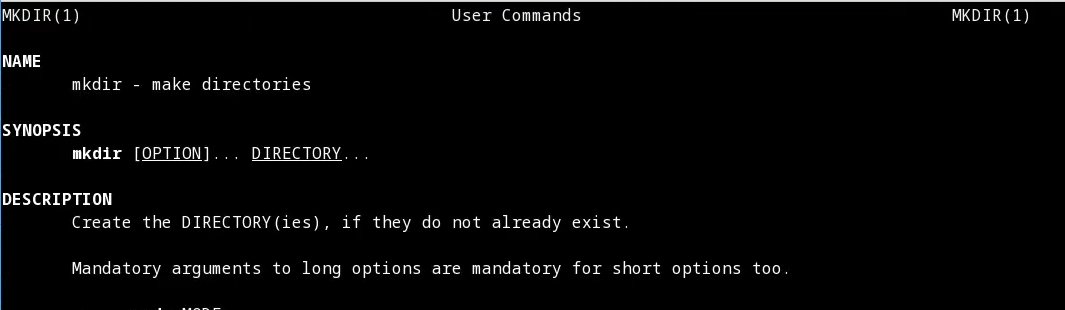 MKDIR(1) User Commands MKDIR(1)
NAME
mkdir - make directories
SYNOPSIS
mkdir [OPTION]... DIRECTORY...
DESCRIPTION
Create the DIRECTORY(ies), if they do not already exist.
Mandatory arguments to long options are mandatory for short options too.